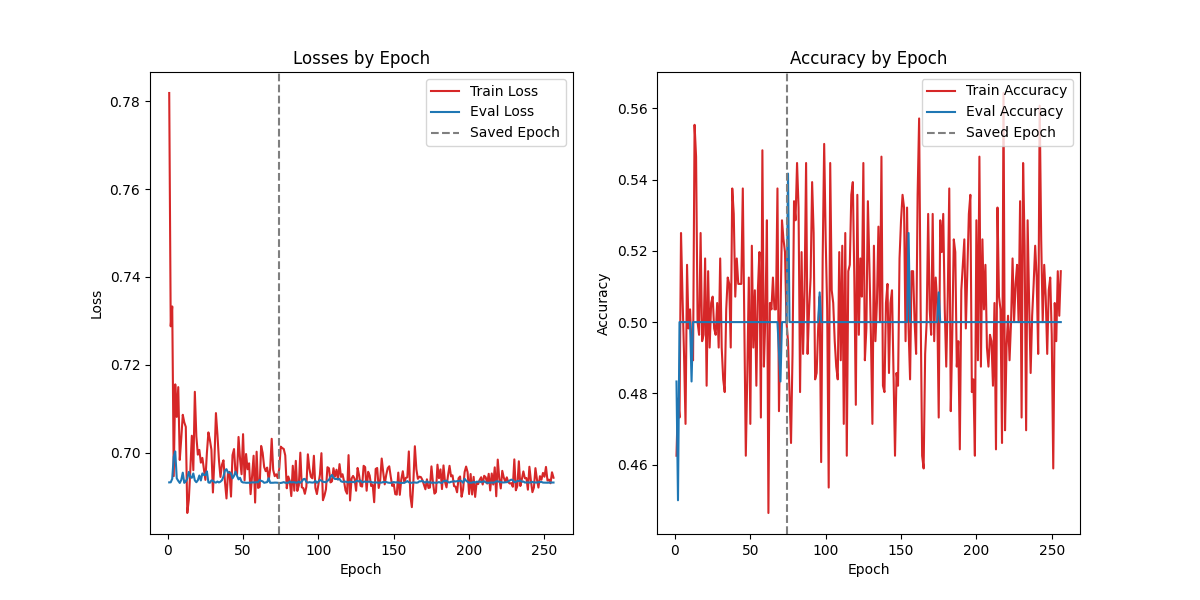 Losses by Epoch
0.78
0.76
0.74
0.72
0.70
Loss
0
50
100
150
200
250
Epoch
Train Loss
Eval Loss
Saved Epoch
Accuracy by Epoch
0.56
0.54
0.52
0.50
0.48
0.46
Accuracy
0
50
100
150
200
250
Epoch
Train Accuracy
Eval Accuracy
Saved Epoch